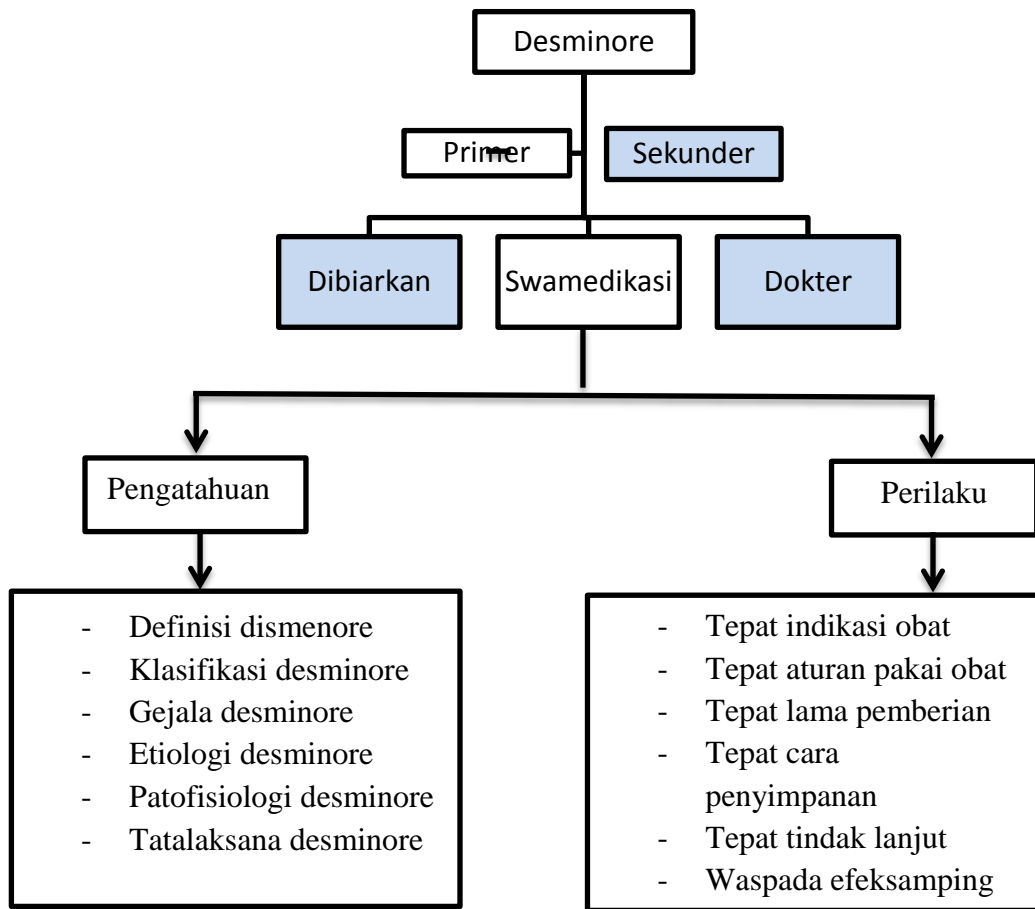 Desminore
Primer
Sekunder
Dibiarkan
Swamedikasi
Dokter
Pengatahuan
Perilaku
- Definisi dismenore
- Klasifikasi desminore
- Gejala desminore
- Etiologi desminore
- Patofisiologi desminore
- Tatalaksana desminore
- Tepat indikasi obat
- Tepat aturan pakai obat
- Tepat lama pemberian
- Tepat cara
penyimpanan
- Tepat tindak lanjut
- Waspada efeksamping